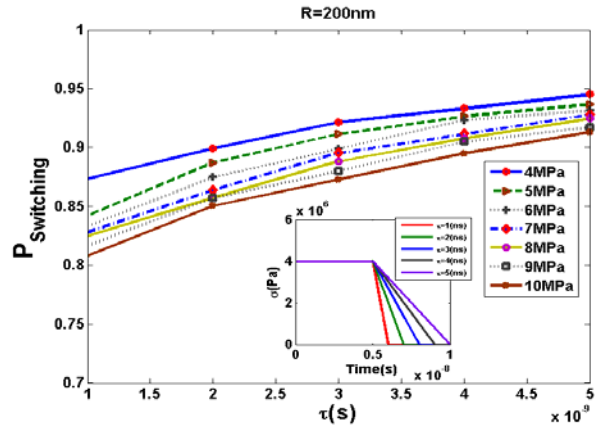 R=200nm
1
0.95
0.9
0.85
0.8
0.75
0.7
P Switching
4MPa
5MPa
6MPa
7MPa
8MPa
9MPa
10MPa
× 10^6
6
4
2
0
σ(Pa)
τ=1(ns)
τ=2(ns)
τ=3(ns)
τ=4(ns)
τ=5(ns)
0 0.5 1
Time(s)
× 10^-8
1 1.5 2 2.5 3 3.5 4 4.5 5
τ(s)
× 10^-9